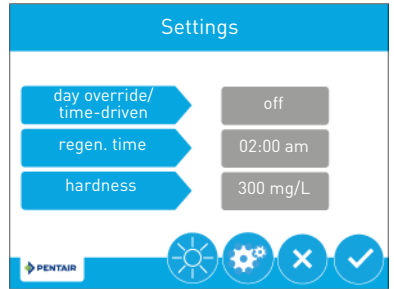 Settings
day override/
time-driven
off
regen. time
02:00 am
hardness
300 mg/L
PENTAIR